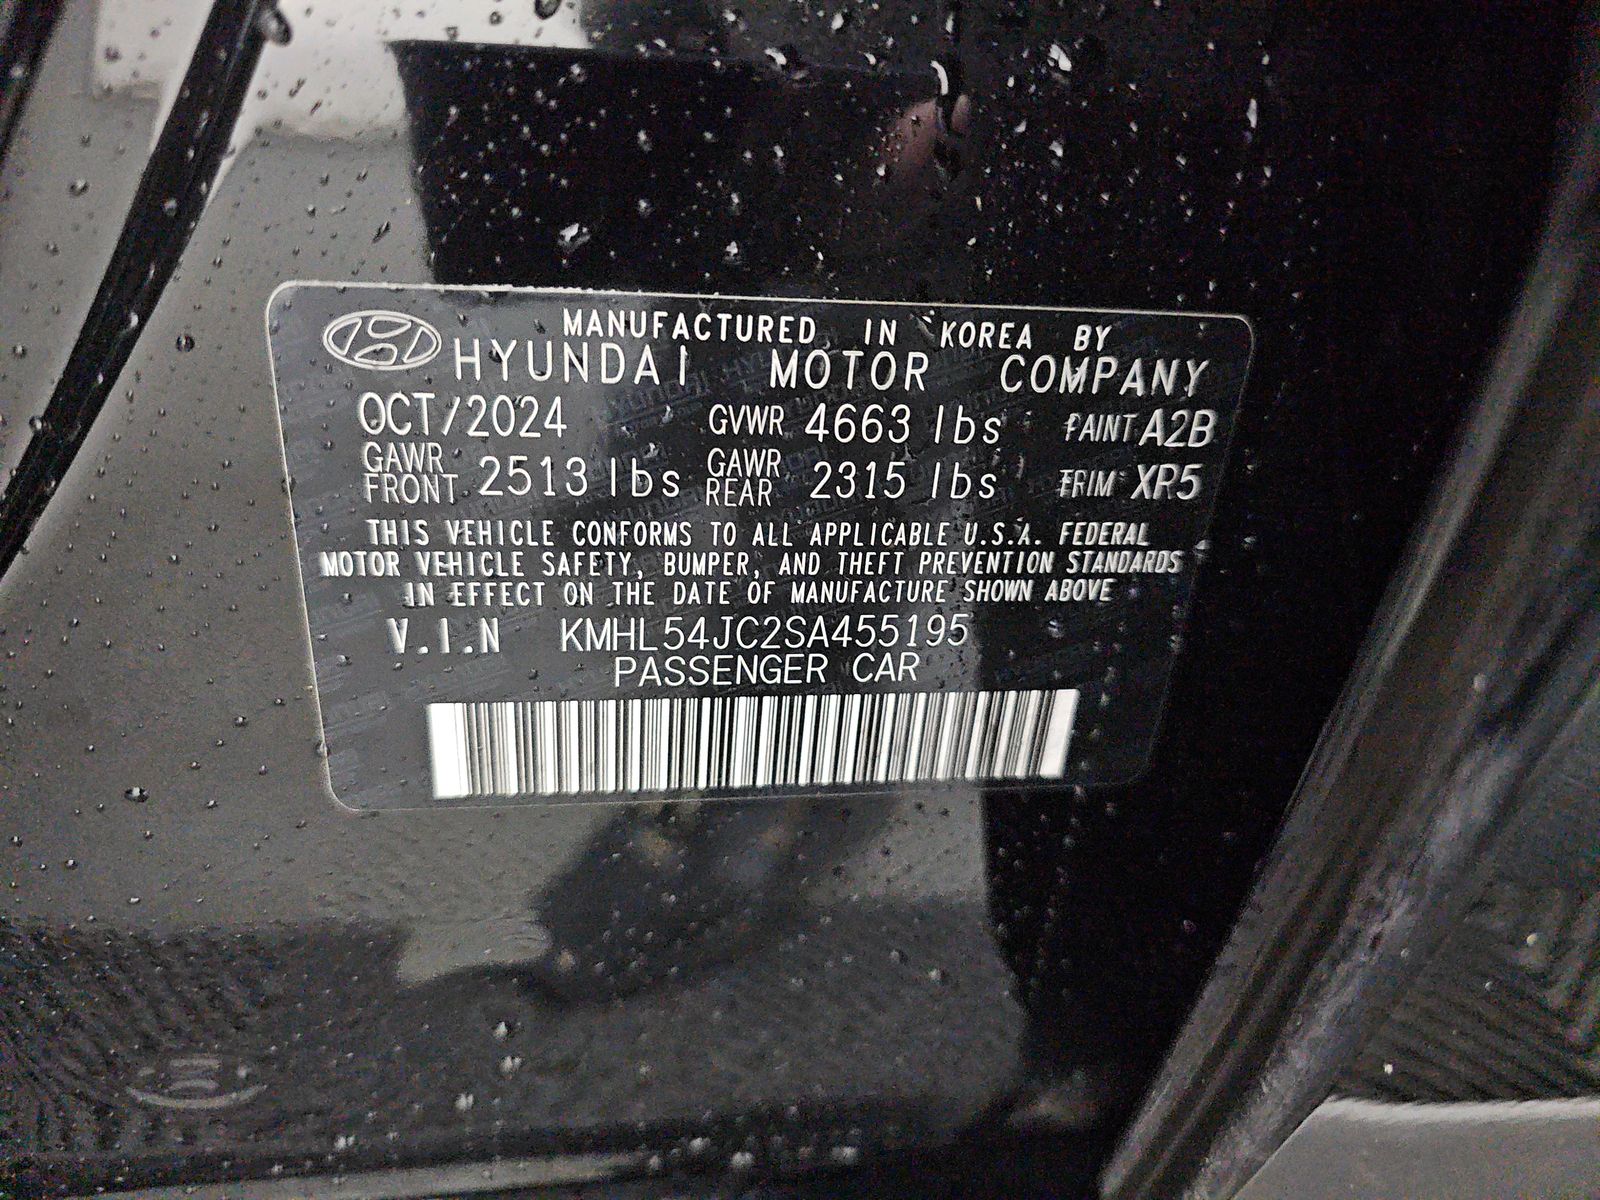 MANUFACTURED IN KOREA BY
HYUNDAI MOTOR COMPANY
OCT/2024 GVWR 4663 lbs PAINT A2B
GAWR FRONT 2513 lbs GAWR REAR 2315 lbs TRIM XP5
THIS VEHICLE CONFORMS TO ALL APPLICABLE U.S.A. FEDERAL
MOTOR VEHICLE SAFETY, BUMPER, AND THEFT PREVENTION STANDARDS
IN EFFECT ON THE DATE OF MANUFACTURE SHOWN ABOVE
V.I.N KMHL54JC2SA455195
PASSENGER CAR